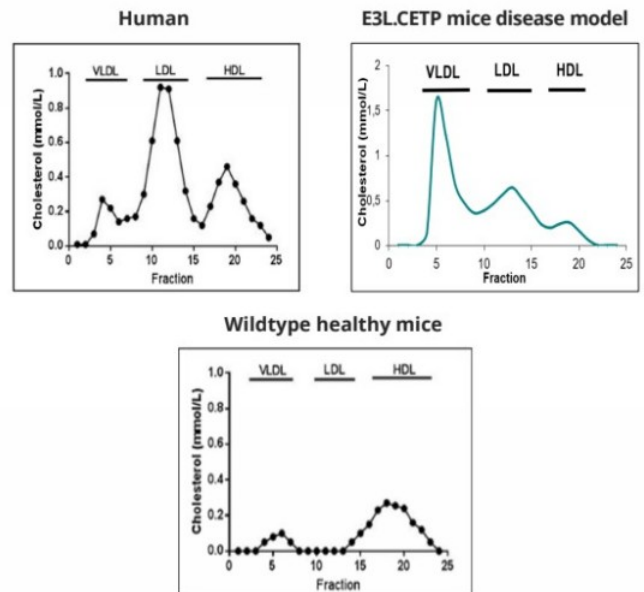 Human
VLDL LDL HDL
Cholesterol (mmol/L)
1.0
0.8
0.6
0.4
0.2
0.0
0 5 10 15 20 25
Fraction
E3L.CETP mice disease model
VLDL LDL HDL
Cholesterol (mmol/L)
2
1,5
1
0,5
0
0 5 10 15 20 25
Fraction
Wildtype healthy mice
VLDL LDL HDL
Cholesterol (mmol/L)
1.0
0.8
0.6
0.4
0.2
0.0
0 5 10 15 20 25
Fraction